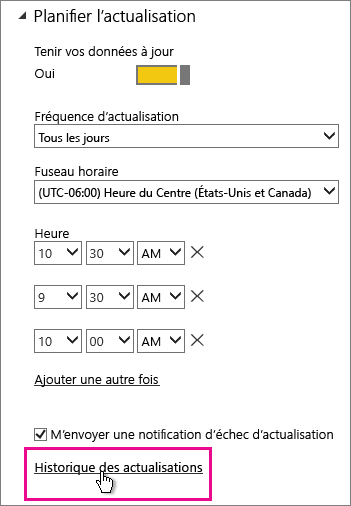 Planifier l'actualisation
Tenir vos données à jour
Oui
Fréquence d'actualisation
Tous les jours
Fuseau horaire
(UTC-06:00) Heure du Centre (États-Unis et Canada)
Heure
10 30 AM
9 30 AM
10 00 AM
Ajouter une autre fois
M'envoyer une notification d'échec d'actualisation
Historique des actualisations